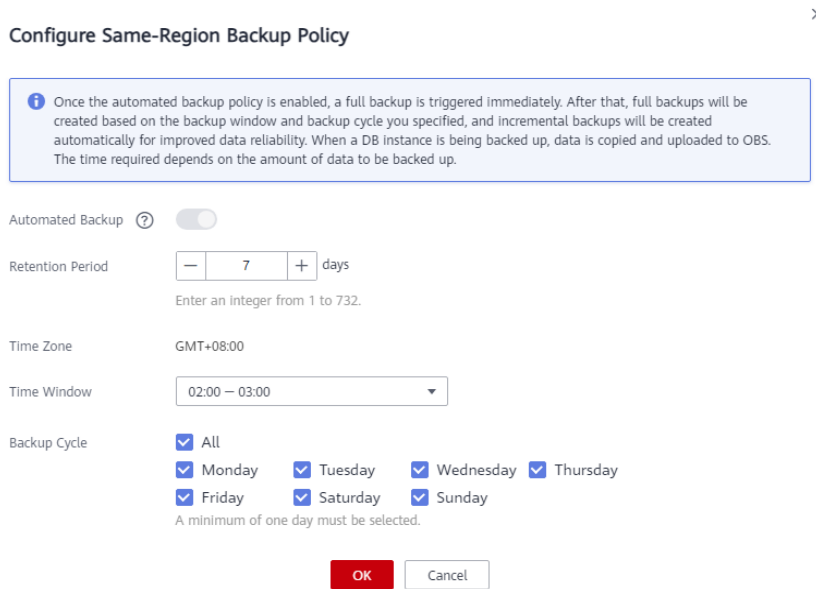 Configure Same-Region Backup Policy
Once the automated backup policy is enabled, a full backup is triggered immediately. After that, full backups will be
created based on the backup window and backup cycle you specified, and incremental backups will be created
automatically for improved data reliability. When a DB instance is being backed up, data is copied and uploaded to OBS.
The time required depends on the amount of data to be backed up.
Automated Backup ?
Retention Period — 7 + days
Enter an integer from 1 to 732.
Time Zone GMT+08:00
Time Window 02:00 — 03:00
Backup Cycle All
Monday Tuesday Wednesday Thursday
Friday Saturday Sunday
A minimum of one day must be selected.
OK Cancel